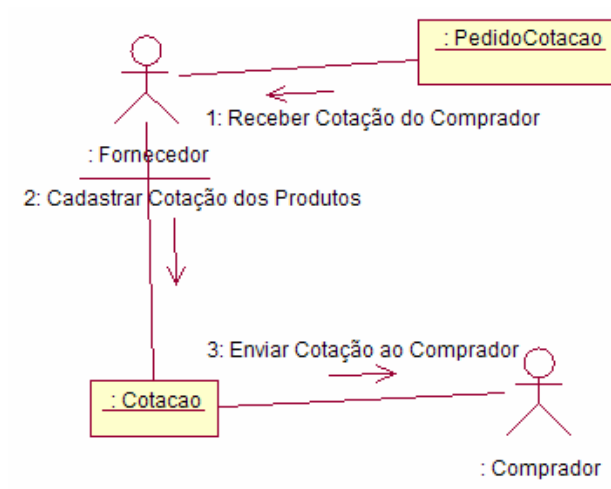 : PedidoCotacao
1: Receber Cotação do Comprador
: Fornecedor
2: Cadastrar Cotação dos Produtos
3: Enviar Cotação ao Comprador
: Cotacao
: Comprador